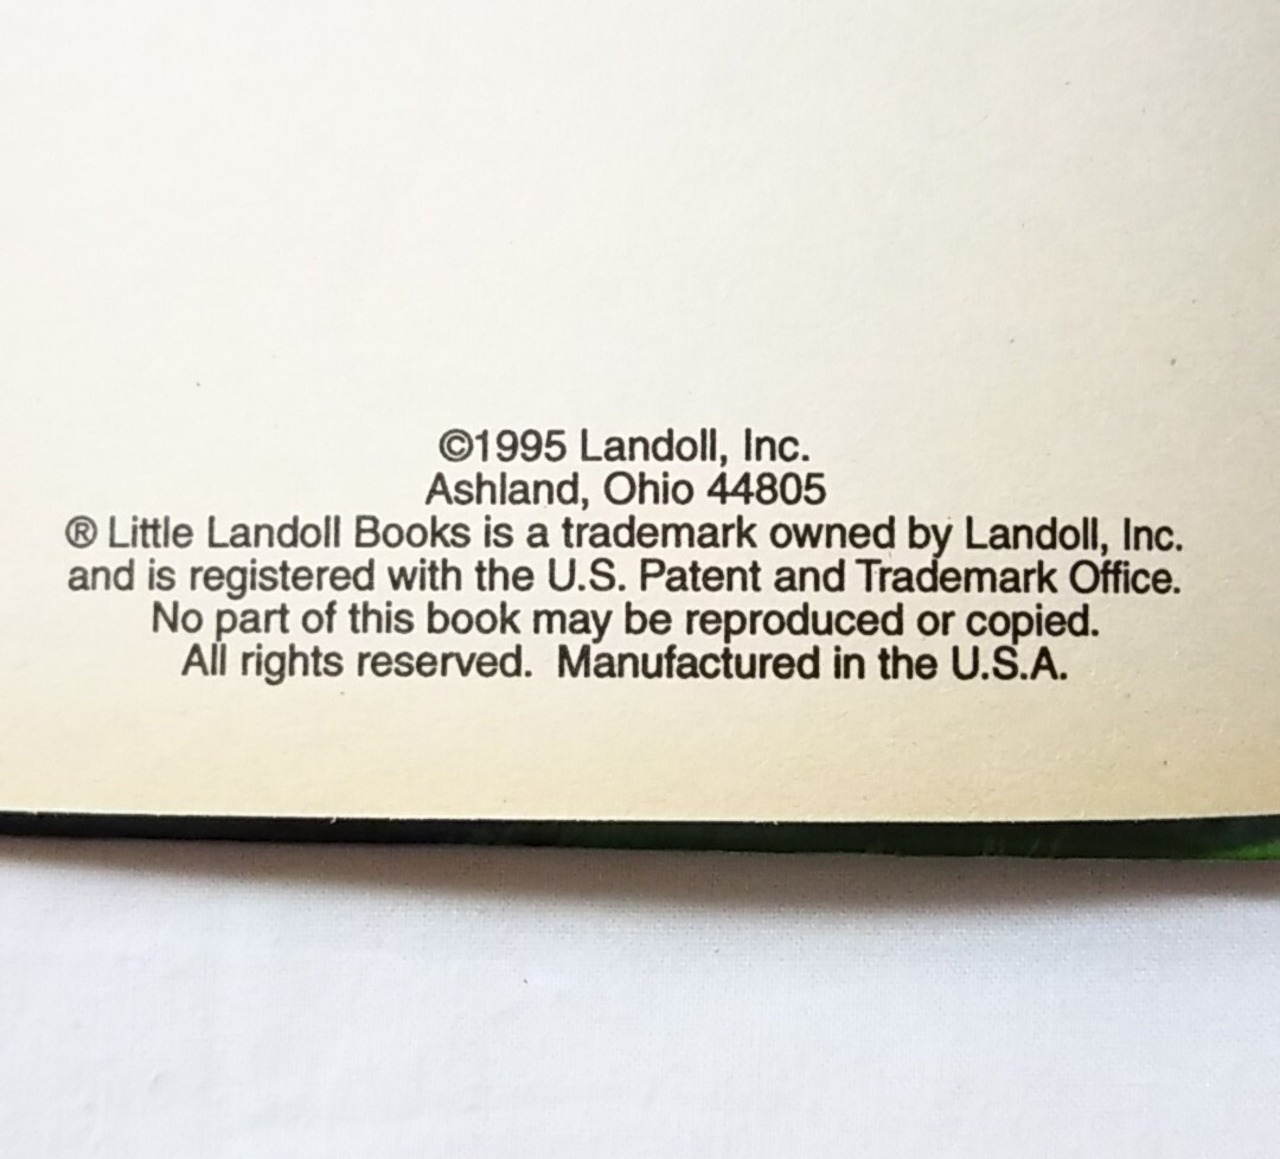 ©1995 Landoll, Inc.
Ashland, Ohio 44805
® Little Landoll Books is a trademark owned by Landoll, Inc.
and is registered with the U.S. Patent and Trademark Office.
No part of this book may be reproduced or copied.
All rights reserved.  Manufactured in the U.S.A.